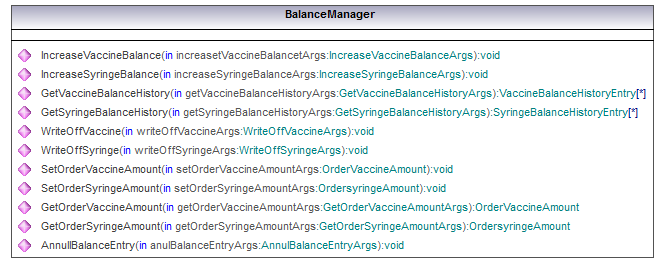 BalanceManager
IncreaseVaccineBalance(in increasetVaccineBalancetArgs:IncreaseVaccineBalanceArgs):void
IncreaseSyringeBalance(in increaseSyringeBalanceArgs:IncreaseSyringeBalanceArgs):void
GetVaccineBalanceHistory(in getVaccineBalanceHistoryArgs:GetVaccineBalanceHistoryArgs):VaccineBalanceHistoryEntry[*]
GetSyringeBalanceHistory(in getSyringeBalanceHistoryArgs:GetSyringeBalanceHistoryArgs):SyringeBalanceHistoryEntry[*]
WriteOffVaccine(in writeOffVaccineArgs:WriteOffVaccineArgs):void
WriteOffSyringe(in writeOffSyringeArgs:WriteOffSyringeArgs):void
SetOrderVaccineAmount(in setOrderVaccineAmountArgs:OrderVaccineAmount):void
SetOrderSyringeAmount(in setOrderSyringeAmountArgs:OrdersyringeAmount):void
GetOrderVaccineAmount(in getOrderVaccineAmountArgs:GetOrderVaccineAmountArgs):OrderVaccineAmount
GetOrderSyringeAmount(in getOrderSyringeAmountArgs:GetOrderSyringeAmountArgs):OrdersyringeAmount
AnnullBalanceEntry(in anulBalanceEntryArgs:AnnullBalanceEntryArgs):void